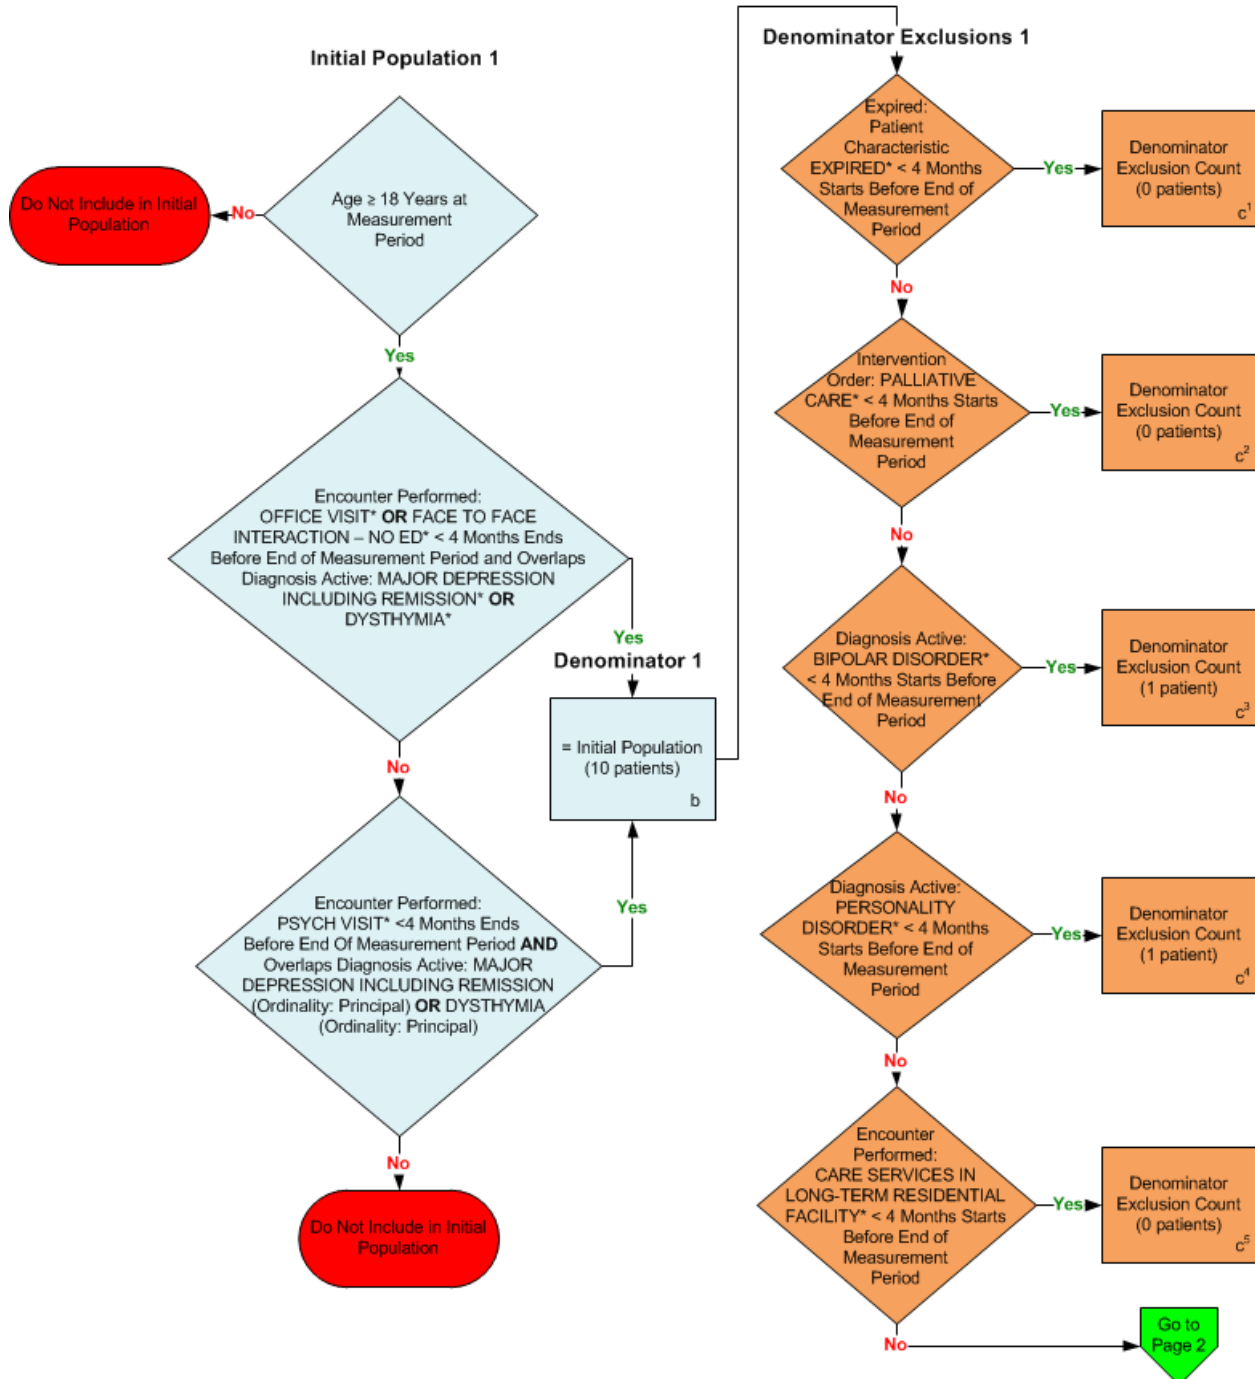 Initial Population 1
Age ≥ 18 Years at
Measurement
Period
No
Do Not Include in Initial
Population
Yes
Encounter Performed:
OFFICE VISIT* OR FACE TO FACE
INTERACTION – NO ED* < 4 Months Ends
Before End of Measurement Period and Overlaps
Diagnosis Active: MAJOR DEPRESSION
INCLUDING REMISSION* OR
DYSTHYMIA*
Yes
No
Encounter Performed:
PSYCH VISIT* <4 Months Ends
Before End Of Measurement Period AND
Overlaps Diagnosis Active: MAJOR
DEPRESSION INCLUDING REMISSION
(Ordinality: Principal) OR DYSTHYMIA
(Ordinality: Principal)
Yes
No
Do Not Include in Initial
Population
Denominator 1
= Initial Population
(10 patients)
b
Denominator Exclusions 1
Expired:
Patient
Characteristic
EXPIRED* < 4 Months
Starts Before End of
Measurement
Period
Yes
Denominator
Exclusion Count
(0 patients)
c¹
No
Intervention
Order: PALLIATIVE
CARE* < 4 Months Starts
Before End of
Measurement
Period
Yes
Denominator
Exclusion Count
(0 patients)
c²
No
Diagnosis Active:
BIPOLAR DISORDER*
< 4 Months Starts Before
End of Measurement
Period
Yes
Denominator
Exclusion Count
(1 patient)
c³
No
Diagnosis Active:
PERSONALITY
DISORDER* < 4 Months
Starts Before End of
Measurement
Period
Yes
Denominator
Exclusion Count
(1 patient)
c⁴
No
Encounter
Performed:
CARE SERVICES IN
LONG-TERM RESIDENTIAL
FACILITY* < 4 Months Starts
Before End of
Measurement
Period
Yes
Denominator
Exclusion Count
(0 patients)
c⁵
No
Go to
Page 2